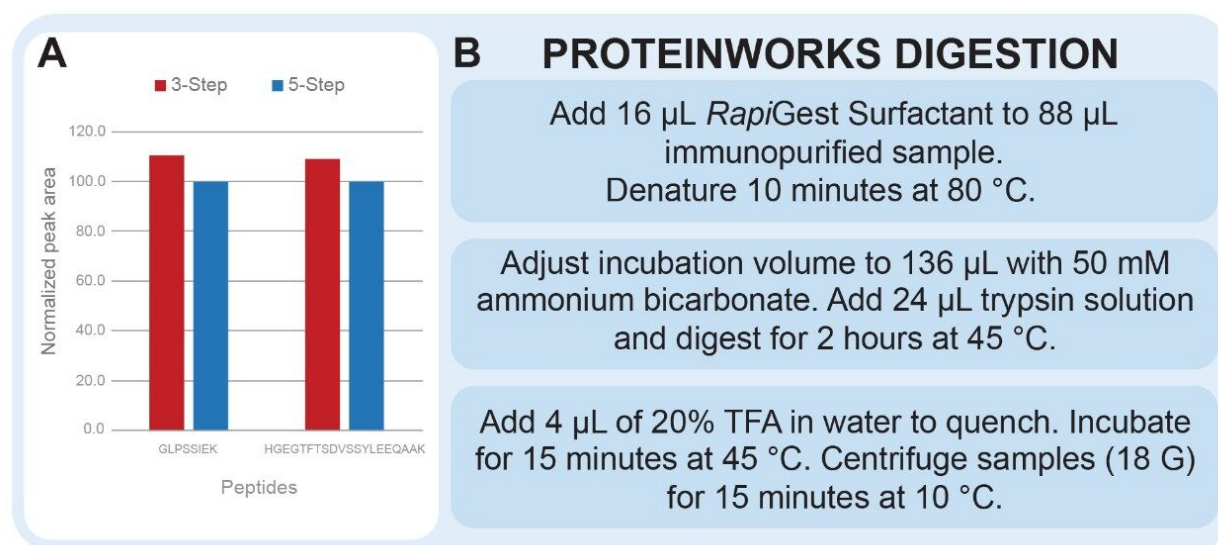 A
3-Step 5-Step
Normalized peak area
120.0
100.0
80.0
60.0
40.0
20.0
0.0
GLPSSIEK HGEGTFTSDVSSYLEEQAAK
Peptides
B PROTEINWORKS DIGESTION
Add 16 µL RapiGest Surfactant to 88 µL
immunopurified sample.
Denature 10 minutes at 80 °C.
Adjust incubation volume to 136 µL with 50 mM
ammonium bicarbonate. Add 24 µL trypsin solution
and digest for 2 hours at 45 °C.
Add 4 µL of 20% TFA in water to quench. Incubate
for 15 minutes at 45 °C. Centrifuge samples (18 G)
for 15 minutes at 10 °C.